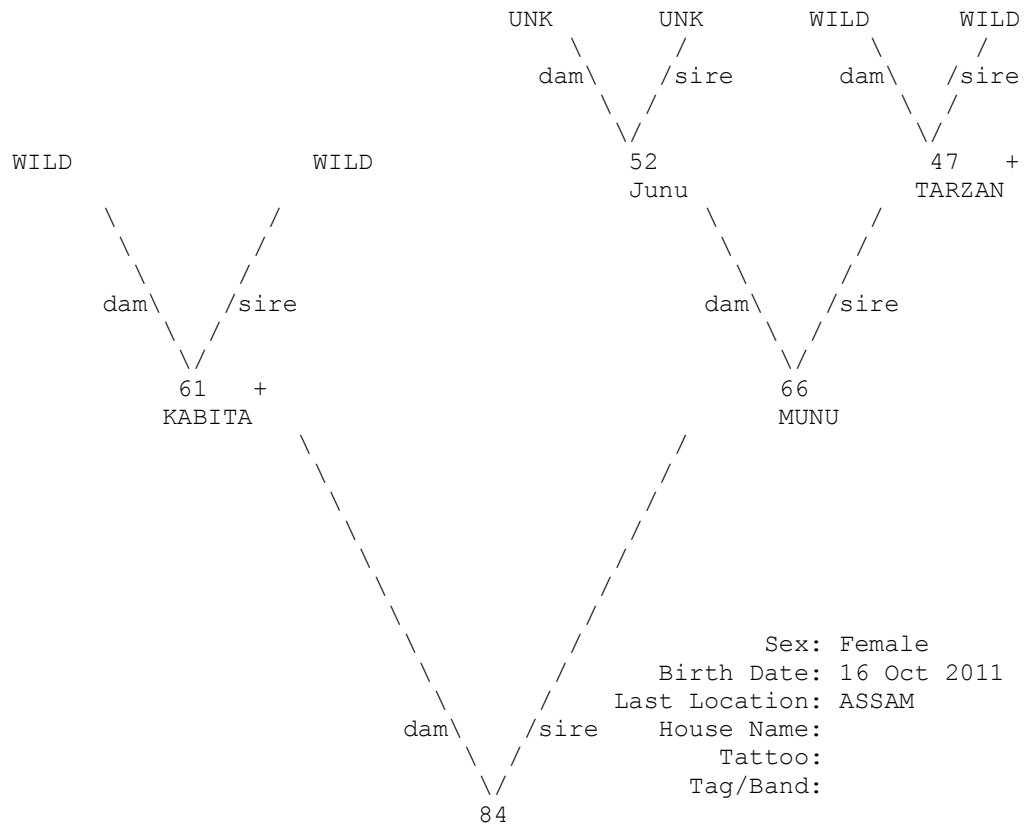 UNK UNK WILD WILD
dam sire dam sire
WILD WILD 52 47 +
Junu TARZAN
dam sire dam sire
61 + 66
KABITA MUNU
Sex: Female
Birth Date: 16 Oct 2011
Last Location: ASSAM
dam sire House Name:
Tattoo:
Tag/Band:
84